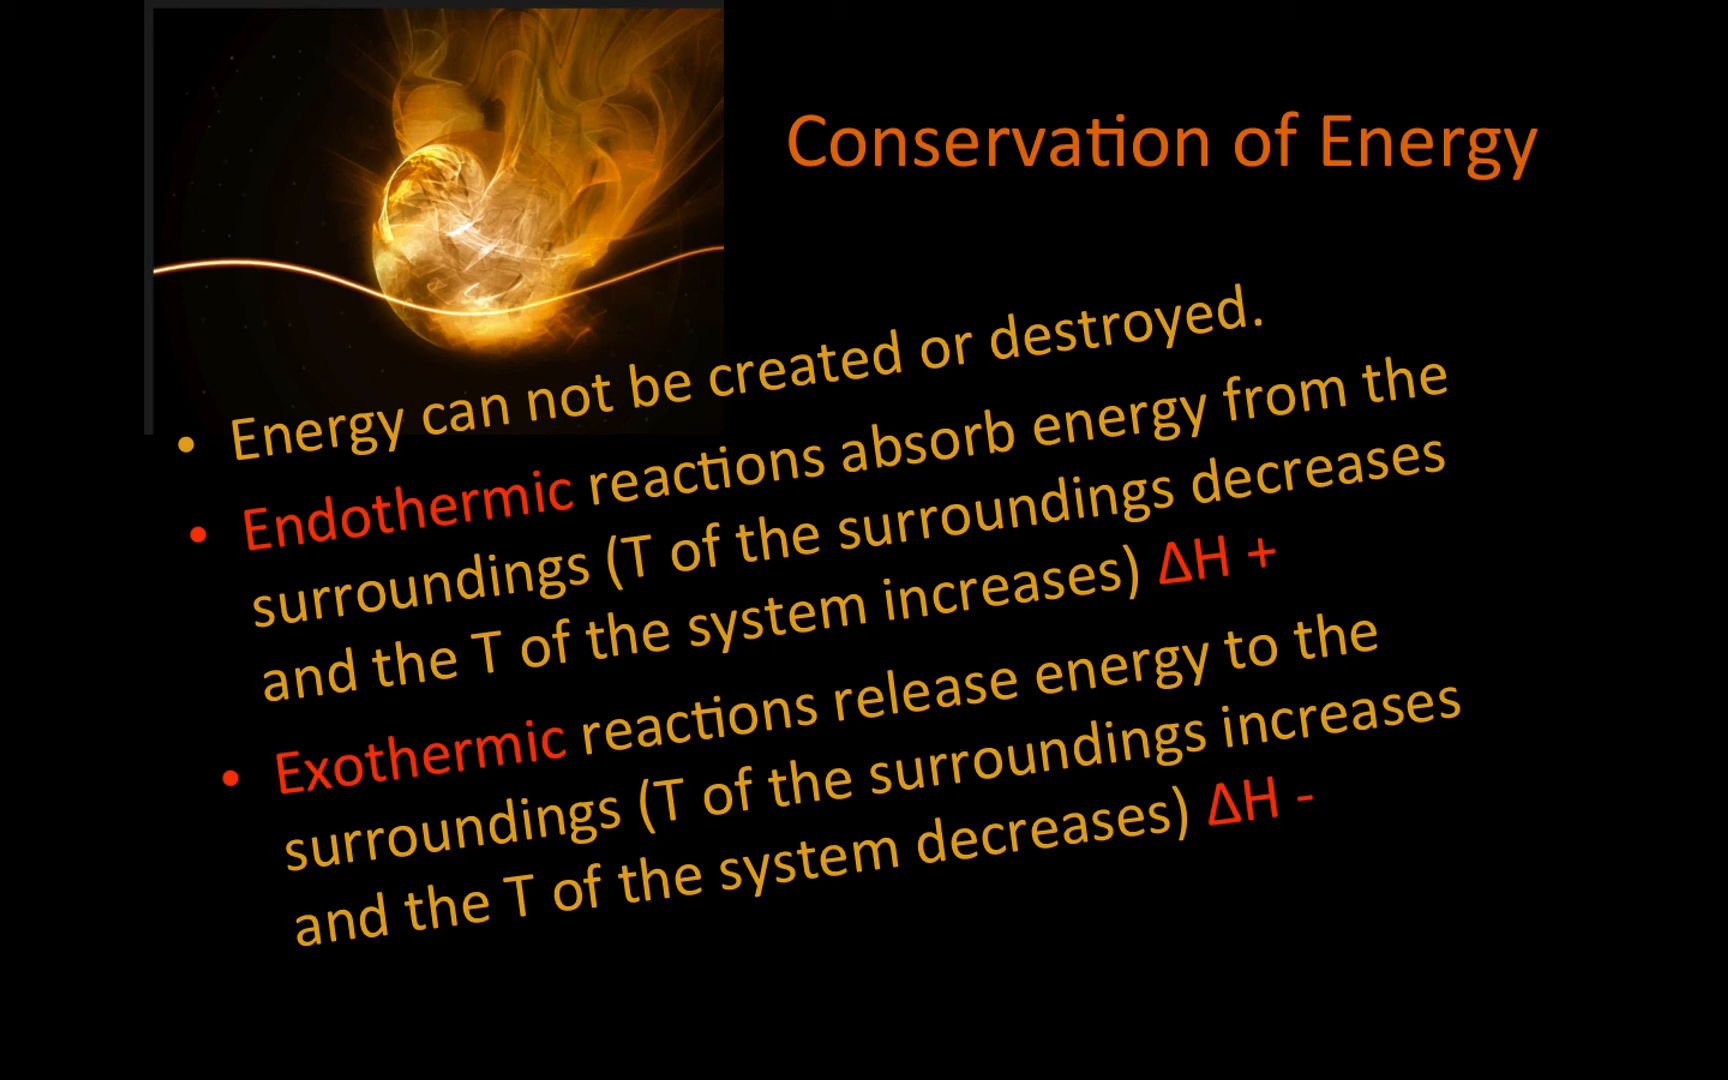 Conservation of Energy
• Energy can not be created or destroyed.
• Endothermic reactions absorb energy from the
surroundings (T of the surroundings decreases
and the T of the system increases) ΔH +
• Exothermic reactions release energy to the
surroundings (T of the surroundings increases
and the T of the system decreases) ΔH -